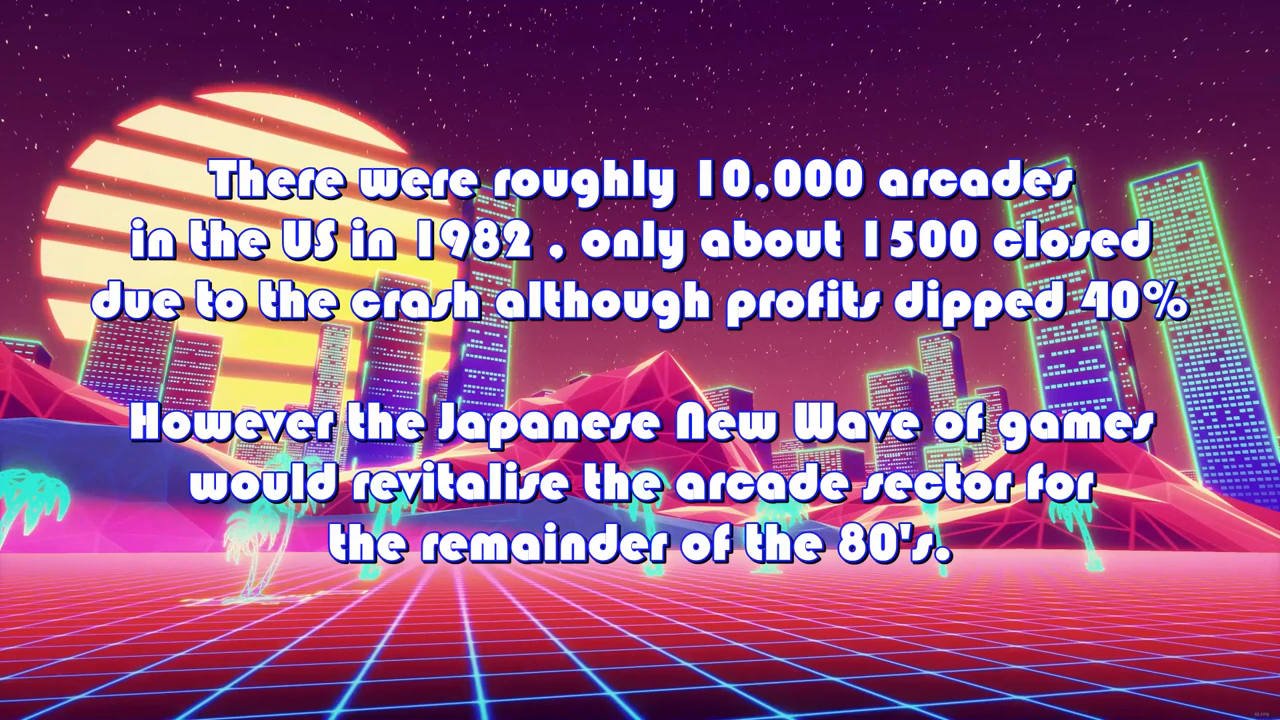 There were roughly 10,000 arcades
in the US in 1982 , only about 1500 closed
due to the crash although profits dipped 40%
However the Japanese New Wave of games
would revitalise the arcade sector for
the remainder of the 80's.